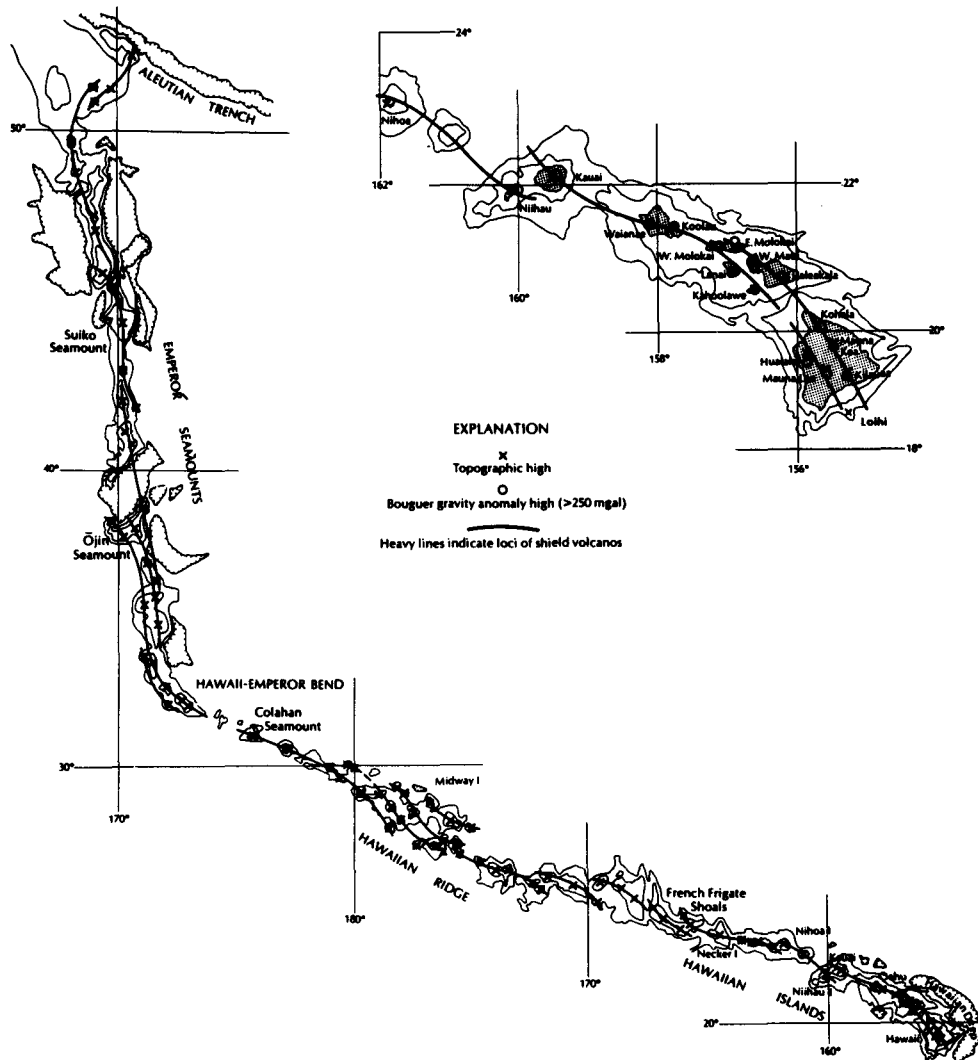 ALEUTIAN TRENCH
50°
Suiko
Seamount
EMPEROR
SEAMOUNTS
40°
Ōjin
Seamount
HAWAII-EMPEROR BEND
Colahan
Seamount
30°
170°
Midway I
HAWAIIAN RIDGE
180°
French Frigate
Shoals
170°
Necker I
Nihoa I
HAWAIIAN
ISLANDS
Kauai
Niihau I
Oahu
Hawaiian Deep
20°
160°
Hawaii
24°
Nihoa
162°
22°
Kauai
Niihau
160°
Waianae
Koolau
W. Molokai
E. Molokai
W. Maui
Lanai
Haleakala
Kahoolawe
158°
20°
Kohala
Mauna
Kea
Hualalai
Mauna Loa
Kilauea
Loihi
156°
18°
EXPLANATION
x
Topographic high
Bouguer gravity anomaly high (>250 mgal)
Heavy lines indicate loci of shield volcanos